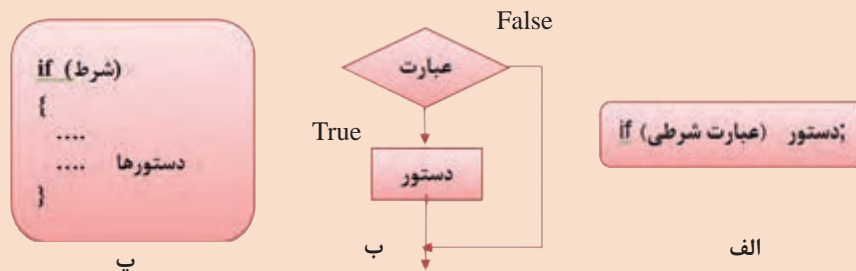 if (عبارت شرطی) دستور;
الف
False
عبارت
True
دستور
ب
if (شرط)
{
....
.... دستورها
}
پ